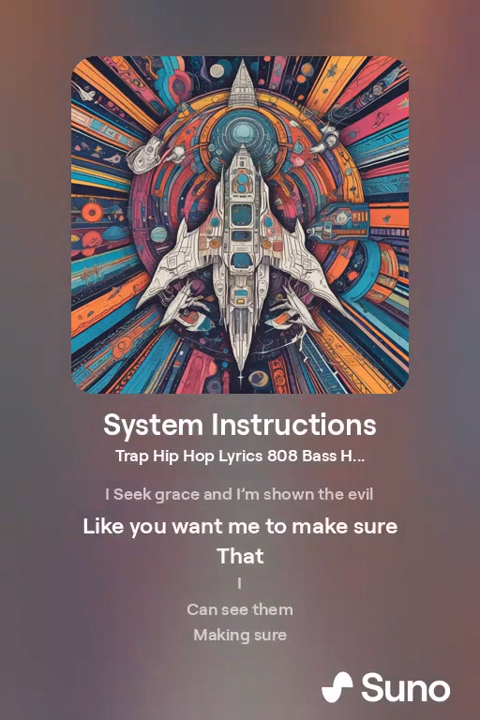 System Instructions
Trap Hip Hop Lyrics 808 Bass H...
I Seek grace and I’m shown the evil
Like you want me to make sure
That
I
Can see them
Making sure
Suno